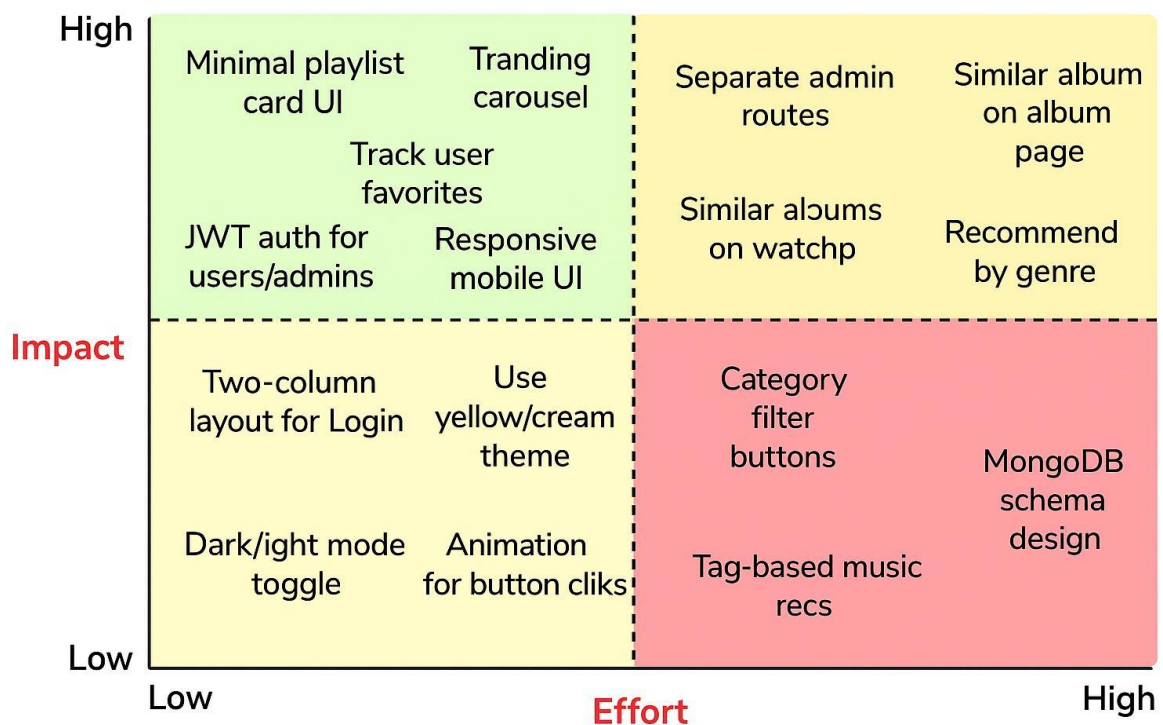 High
Minimal playlist
card UI
Tranding
carousel
Track user
favorites
JWT auth for
users/admins
Responsive
mobile UI
Separate admin
routes
Similar album
on album
page
Similar alɔums
on watchp
Recommend
by genre
Impact
Two-column
layout for Login
Use
yellow/cream
theme
Dark/ight mode
toggle
Animation
for button cliks
Category
filter
buttons
MongoDB
schema
design
Tag-based music
recs
Low
Low
Effort
High